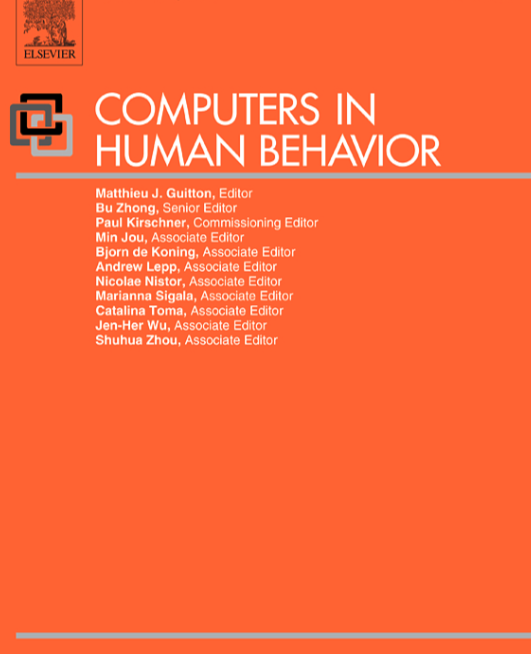 ELSEVIER
COMPUTERS IN
HUMAN BEHAVIOR
Matthieu J. Guitton, Editor
Bu Zhong, Senior Editor
Paul Kirschner, Commissioning Editor
Min Jou, Associate Editor
Bjorn de Koning, Associate Editor
Andrew Lepp, Associate Editor
Nicolae Nistor, Associate Editor
Marianna Sigala, Associate Editor
Catalina Toma, Associate Editor
Jen-Her Wu, Associate Editor
Shuhua Zhou, Associate Editor